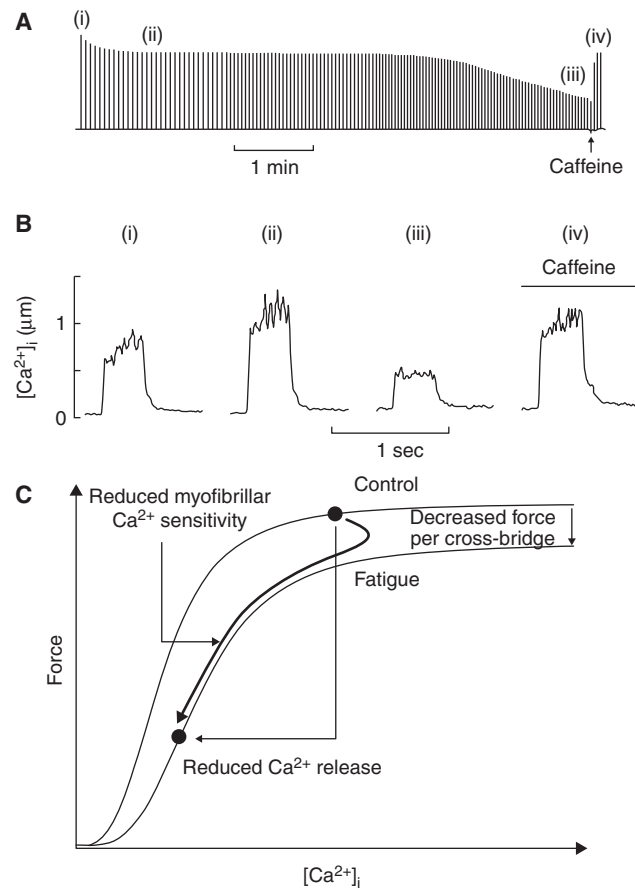 A
(i)
(ii)
(iii)
(iv)
1 min
Caffeine
B
(i)
(ii)
(iii)
(iv)
Caffeine
[Ca²⁺]ᵢ (μm)
1
0
1 sec
C
Reduced myofibrillar
Ca²⁺ sensitivity
Control
Decreased force
per cross-bridge
Fatigue
Force
Reduced Ca²⁺ release
[Ca²⁺]ᵢ